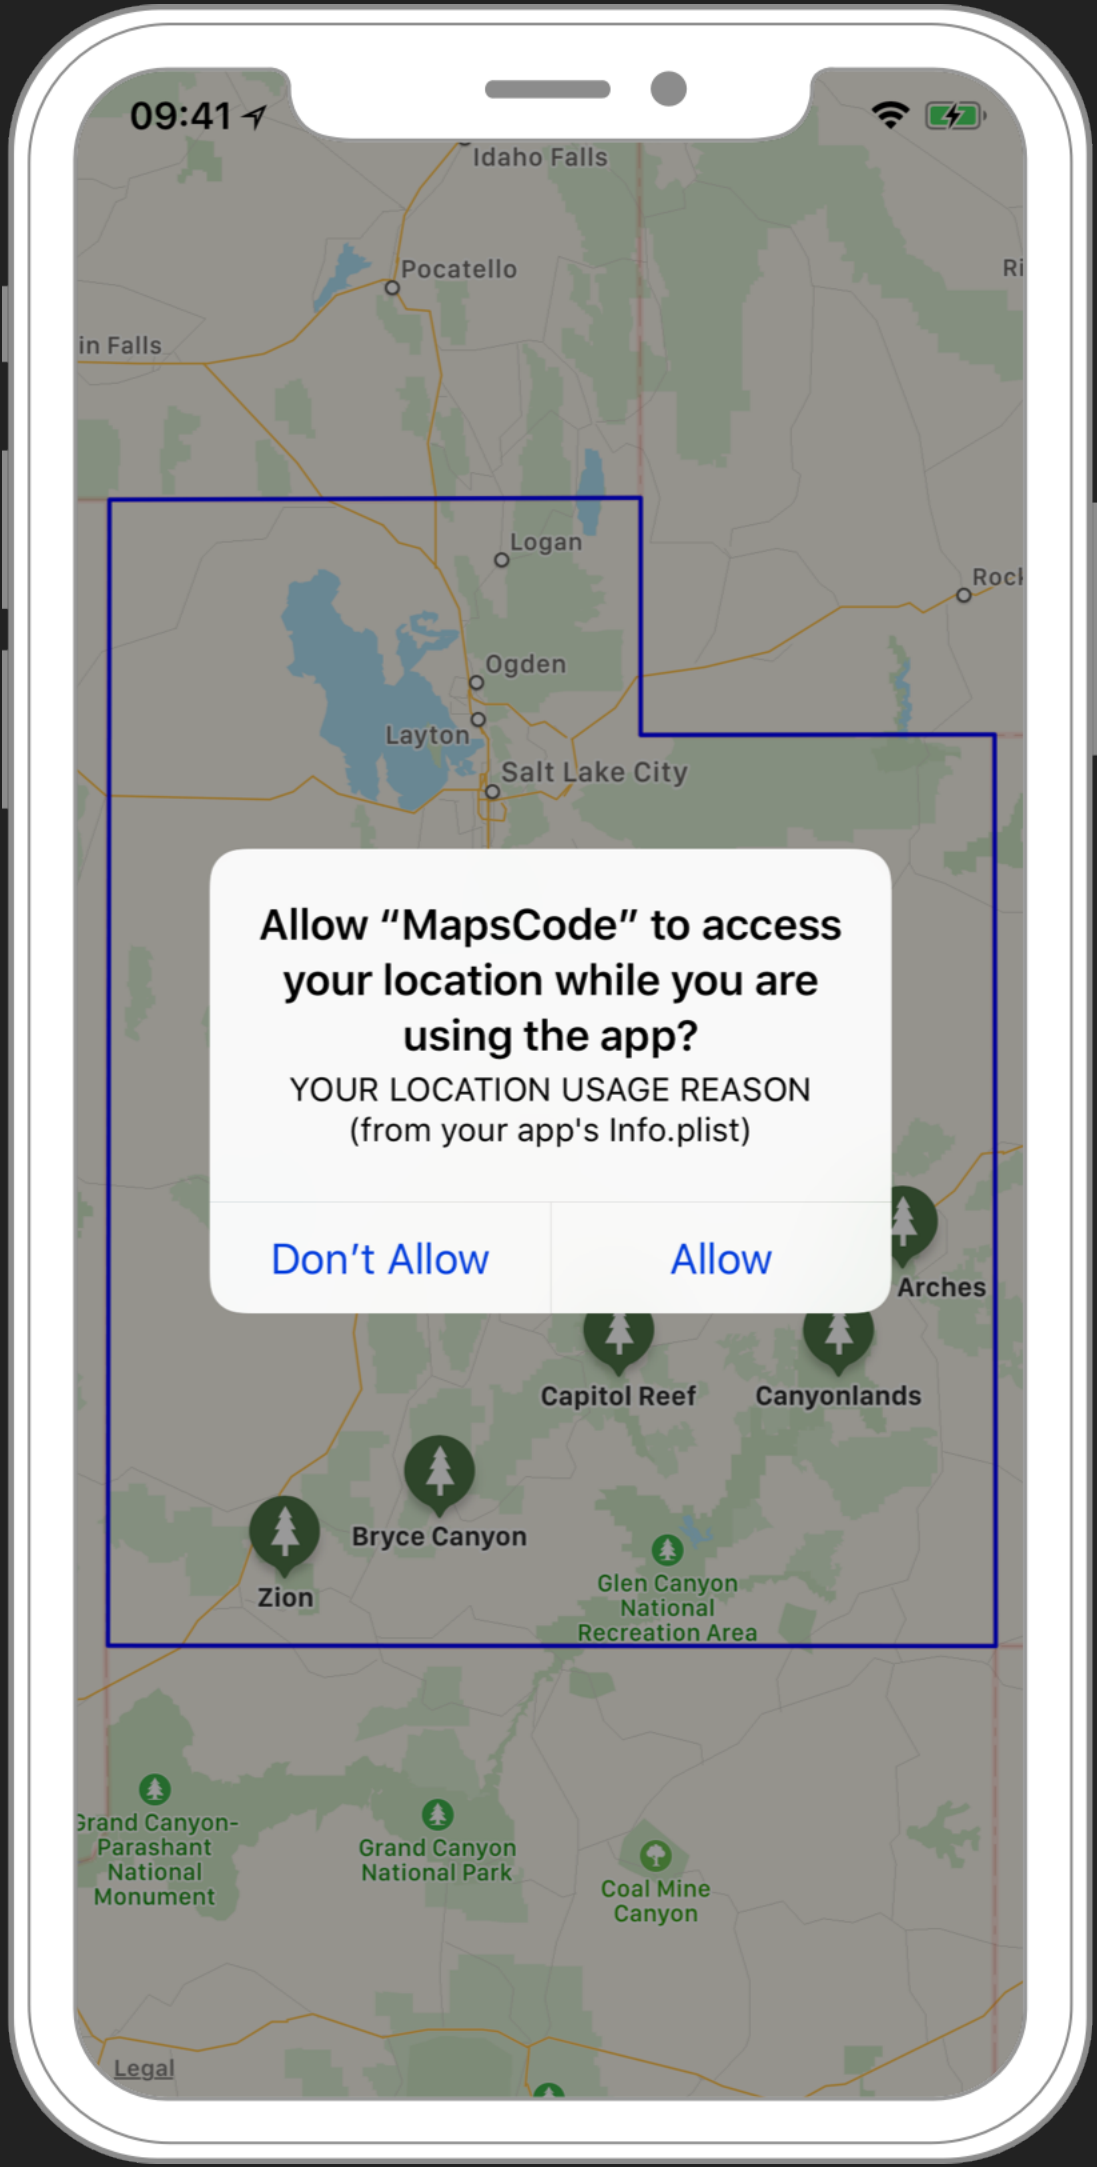 09:41
Idaho Falls
Pocatello
Ri
in Falls
Logan
Rock
Ogden
Layton
Salt Lake City
Allow “MapsCode” to access
your location while you are
using the app?
YOUR LOCATION USAGE REASON
(from your app's Info.plist)
Don’t Allow
Allow
Arches
Capitol Reef
Canyonlands
Bryce Canyon
Zion
Glen Canyon
National
Recreation Area
Grand Canyon-
Parashant
National
Monument
Grand Canyon
National Park
Coal Mine
Canyon
Legal